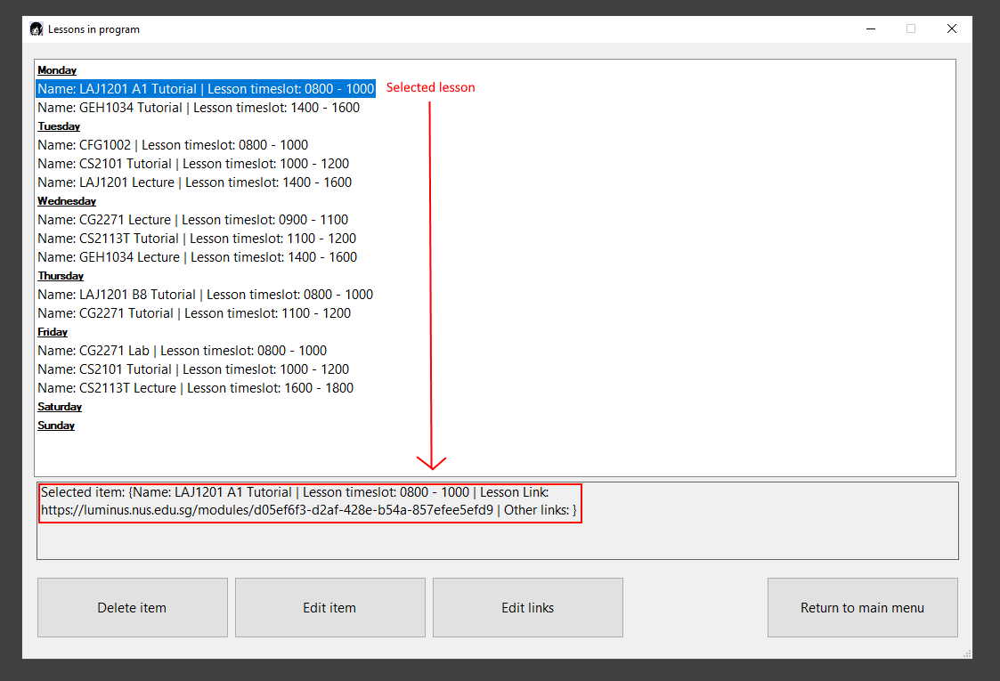 Lessons in program
Monday
Name: LAJ1201 A1 Tutorial | Lesson timeslot: 0800 - 1000
Selected lesson
Name: GEH1034 Tutorial | Lesson timeslot: 1400 - 1600
Tuesday
Name: CFG1002 | Lesson timeslot: 0800 - 1000
Name: CS2101 Tutorial | Lesson timeslot: 1000 - 1200
Name: LAJ1201 Lecture | Lesson timeslot: 1400 - 1600
Wednesday
Name: CG2271 Lecture | Lesson timeslot: 0900 - 1100
Name: CS2113T Tutorial | Lesson timeslot: 1100 - 1200
Name: GEH1034 Lecture | Lesson timeslot: 1400 - 1600
Thursday
Name: LAJ1201 B8 Tutorial | Lesson timeslot: 0800 - 1000
Name: CG2271 Tutorial | Lesson timeslot: 1100 - 1200
Friday
Name: CG2271 Lab | Lesson timeslot: 0800 - 1000
Name: CS2101 Tutorial | Lesson timeslot: 1000 - 1200
Name: CS2113T Lecture | Lesson timeslot: 1600 - 1800
Saturday
Sunday
Selected item: {Name: LAJ1201 A1 Tutorial | Lesson timeslot: 0800 - 1000 | Lesson Link:
https://luminus.nus.edu.sg/modules/d05ef6f3-d2af-428e-b54a-857efee5efd9 | Other links: }
Delete item
Edit item
Edit links
Return to main menu